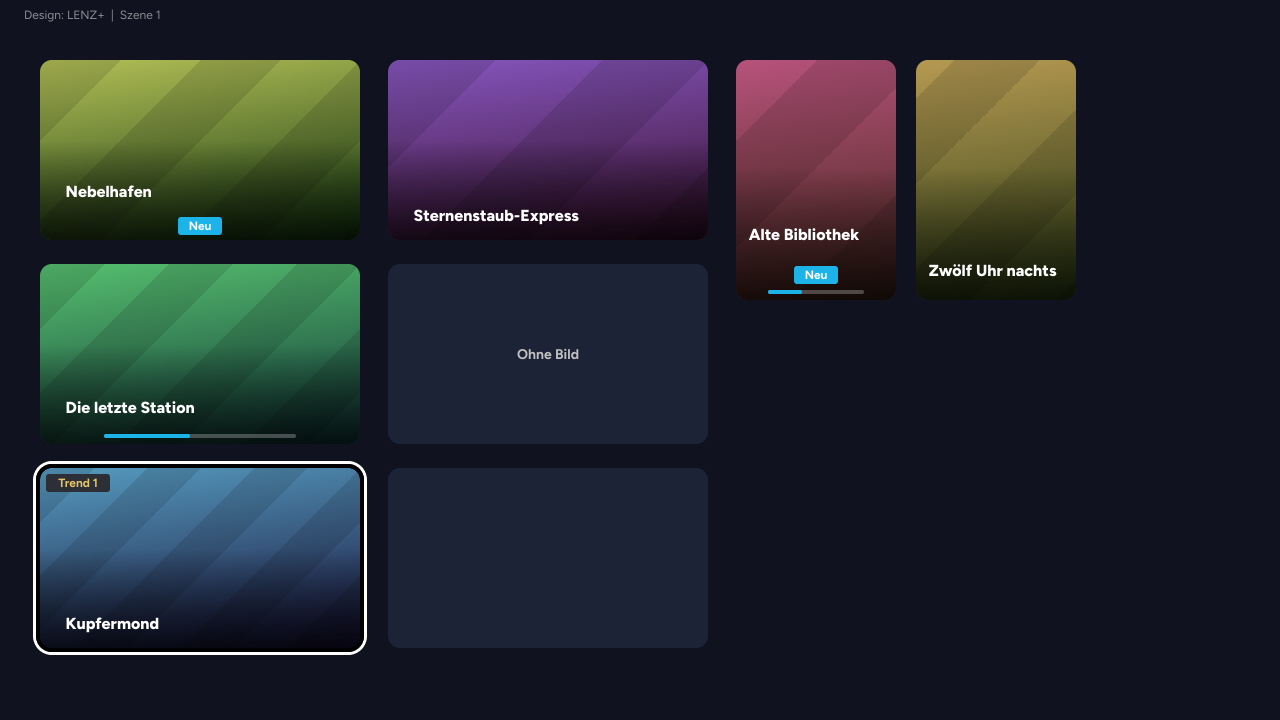 Design: LENZ+ | Szene 1
Nebelhafen
Neu
Sternenstaub-Express
Alte Bibliothek
Neu
Zwölf Uhr nachts
Die letzte Station
Ohne Bild
Trend 1
Kupfermond